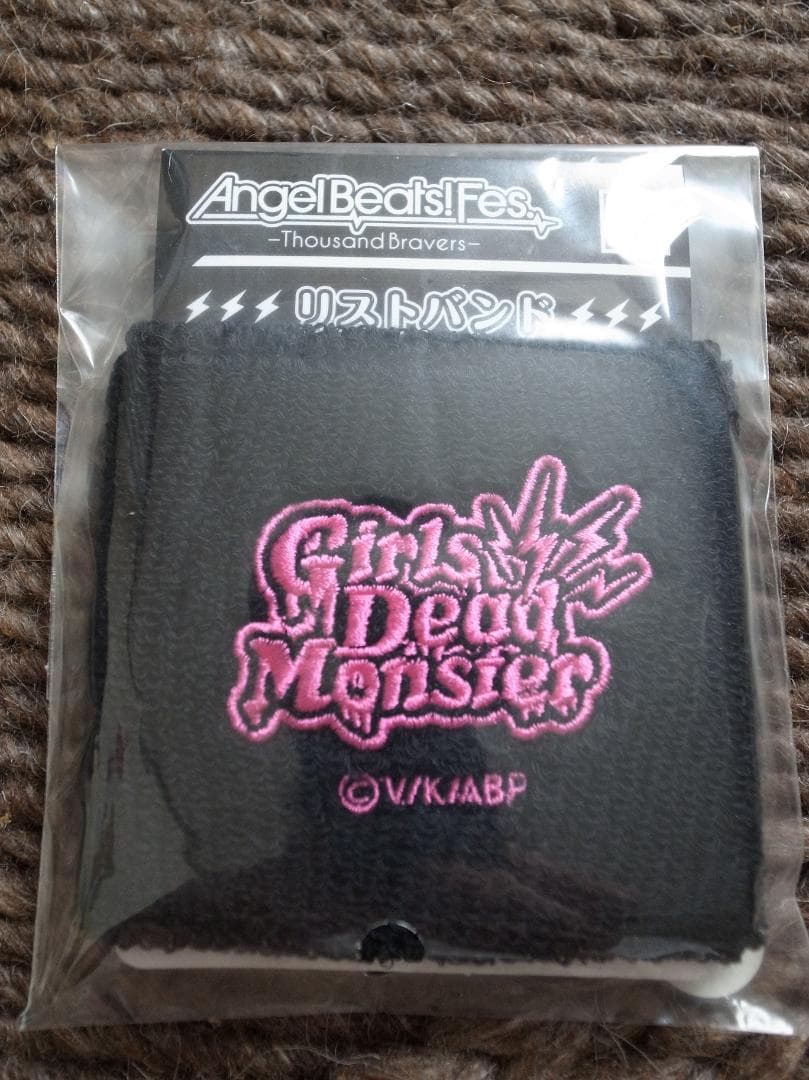 Angel Beats! Fes.
-Thousand Bravers-
リストバンド
Girls
Dead
Monster
©V/K/ABP